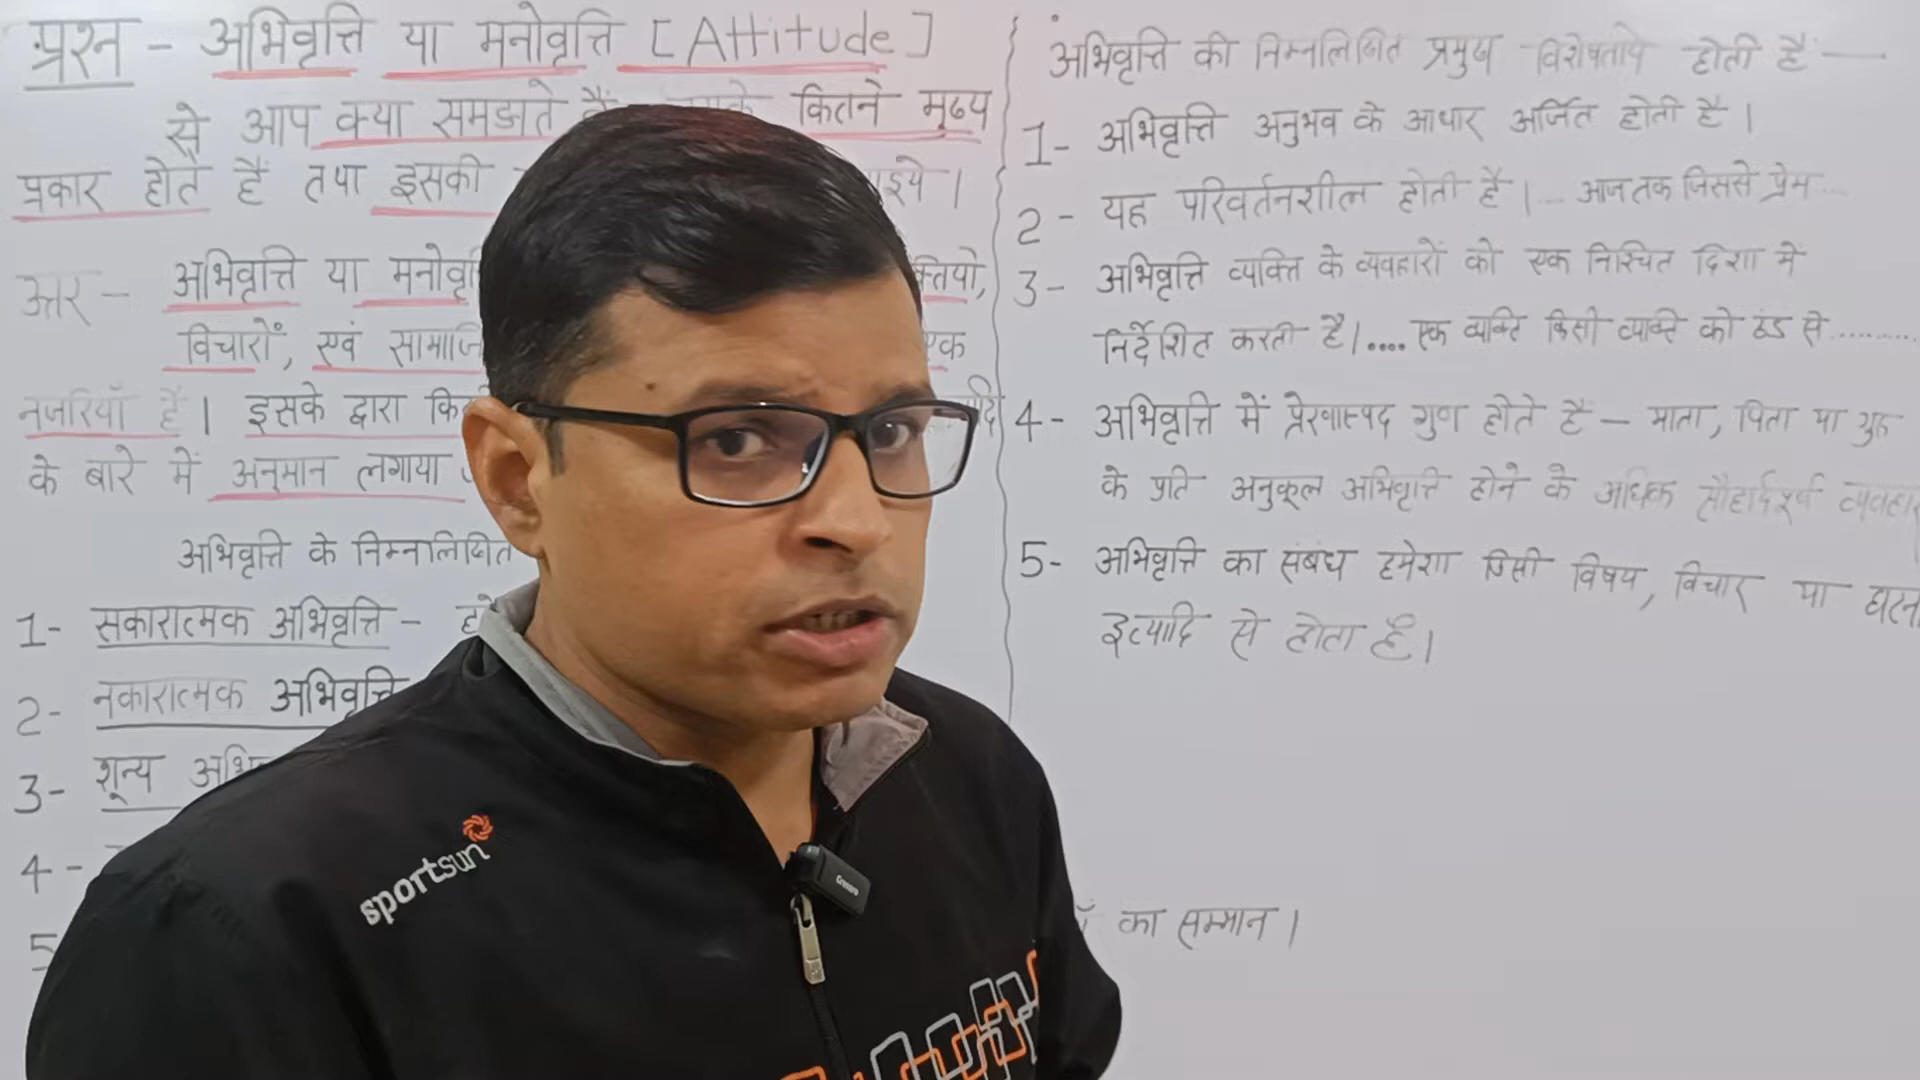 प्रश्न - अभिवृत्ति या मनोवृत्ति [Attitude]
से आप क्या समझते हैं कितने मुख्य
प्रकार होते हैं तथा इसकी
उत्तर - अभिवृत्ति या मनोवृ
विचारों, एवं सामाजि एक
नजरियाँ है । इसके द्वारा कि
के बारे में अनुमान लगाया
अभिवृत्ति के निम्नलिखित
1- सकारात्मक अभिवृत्ति -
2- नकारात्मक अभिवृत्ति
3- शून्य अभि
4-
5
अभिवृत्ति की निम्नलिखित प्रमुख विशेषतायें होती हैं —
1- अभिवृत्ति अनुभव के आधार अर्जित होती है ।
2- यह परिवर्तनशील होती है ।... आज तक जिससे प्रेम...
3- अभिवृत्ति व्यक्ति के व्यवहारों को एक निश्चित दिशा में
निर्देशित करती है।.... एक व्यक्ति किसी व्यक्ति को ठंड से..........
4- अभिवृत्ति में प्रेरणास्पद गुण होते हैं - माता, पिता या गुरु
के प्रति अनुकूल अभिवृत्ति होने के अधिक सौहार्दपूर्ण व्यवहार
5- अभिवृत्ति का संबंध हमेशा किसी विषय, विचार या घटना
इत्यादि से होता है।
का सम्मान ।
sportsun